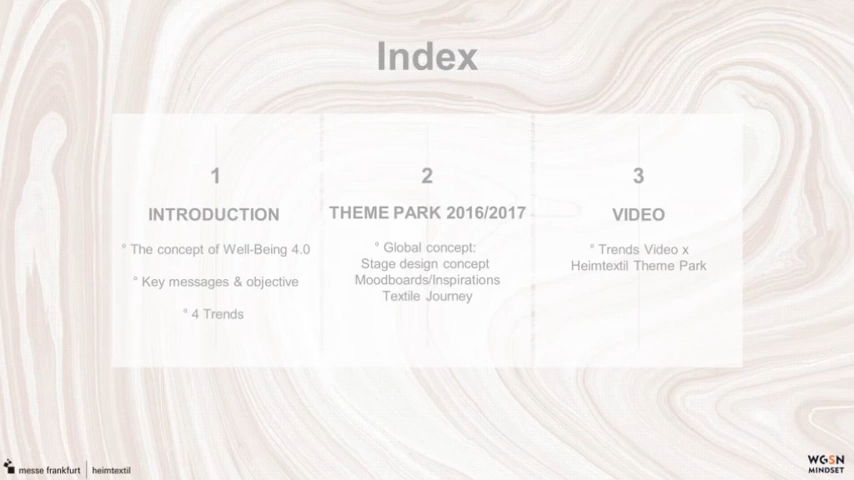 Index
1
INTRODUCTION
° The concept of Well-Being 4.0
° Key messages & objective
° 4 Trends
2
THEME PARK 2016/2017
° Global concept:
Stage design concept
Moodboards/Inspirations
Textile Journey
3
VIDEO
° Trends Video x
Heimtextil Theme Park
messe frankfurt | heimtextil
WGSN
MINDSET